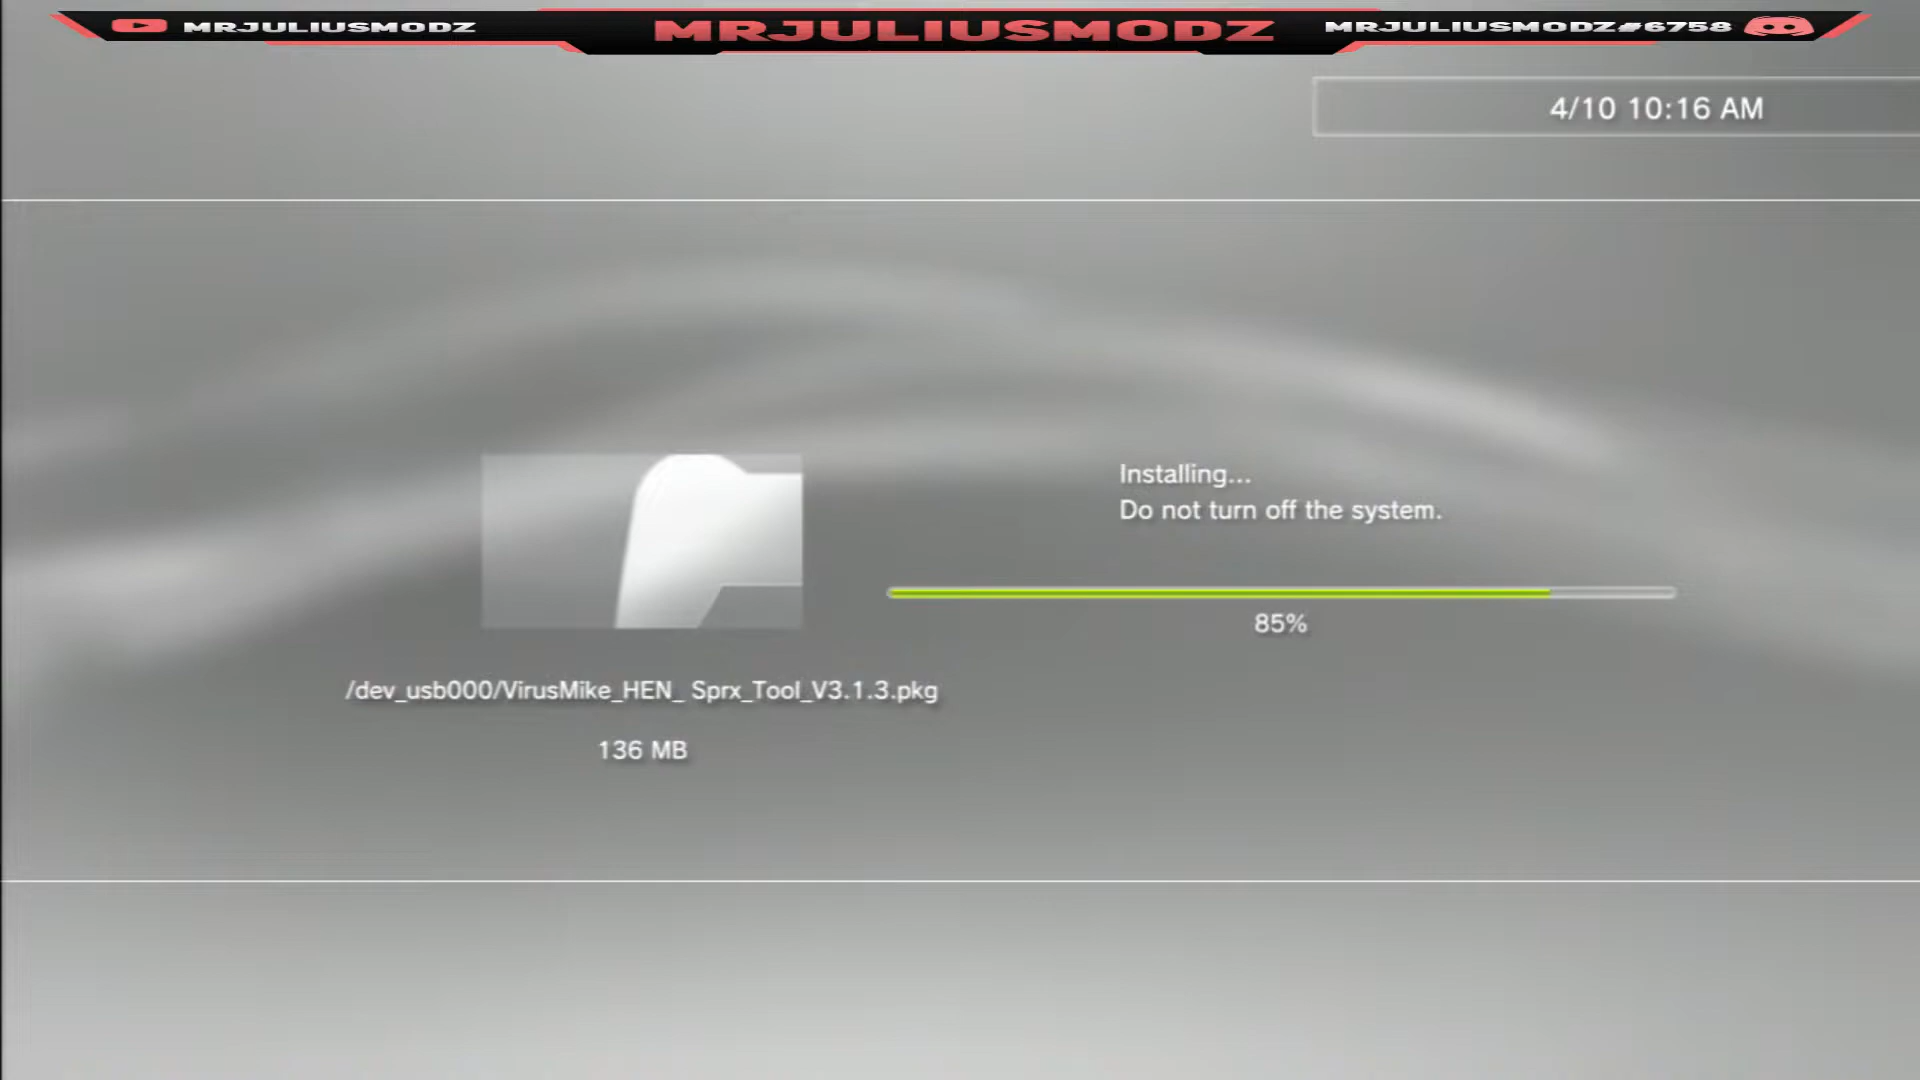 MRJULIUSMODZ
MRJULIUSMODZ
MRJULIUSMODZ#6758
4/10 10:16 AM
Installing...
Do not turn off the system.
85%
/dev_usb000/VirusMike_HEN_ Sprx_Tool_V3.1.3.pkg
136 MB